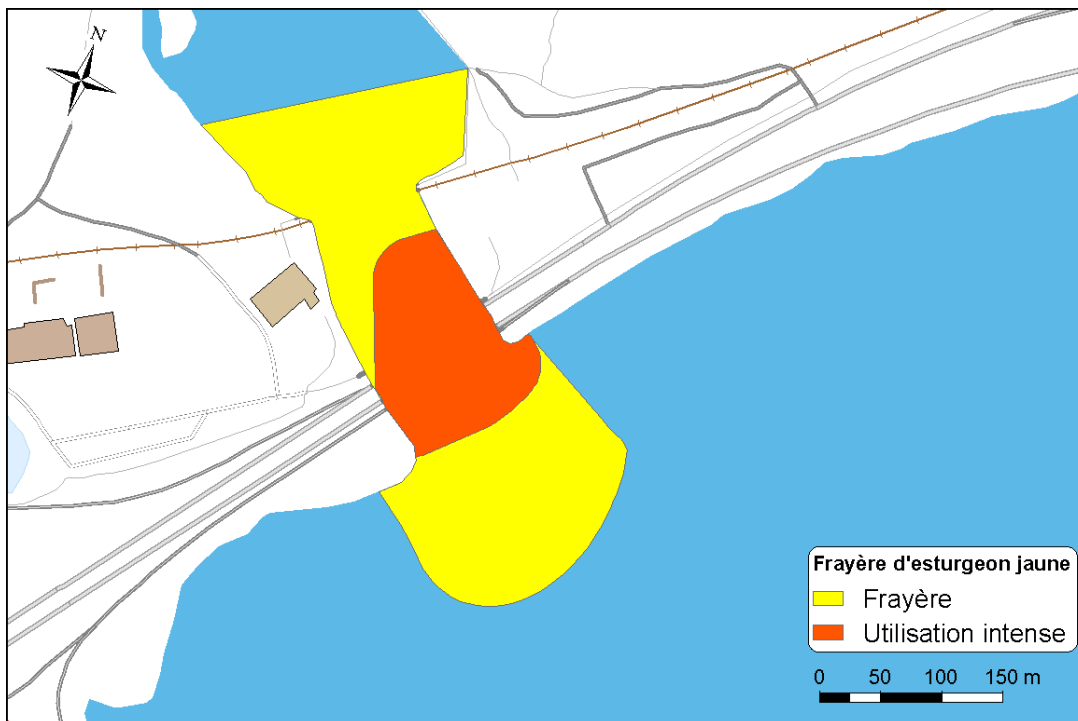 N
Frayère d'esturgeon jaune
Frayère
Utilisation intense
0 50 100 150 m